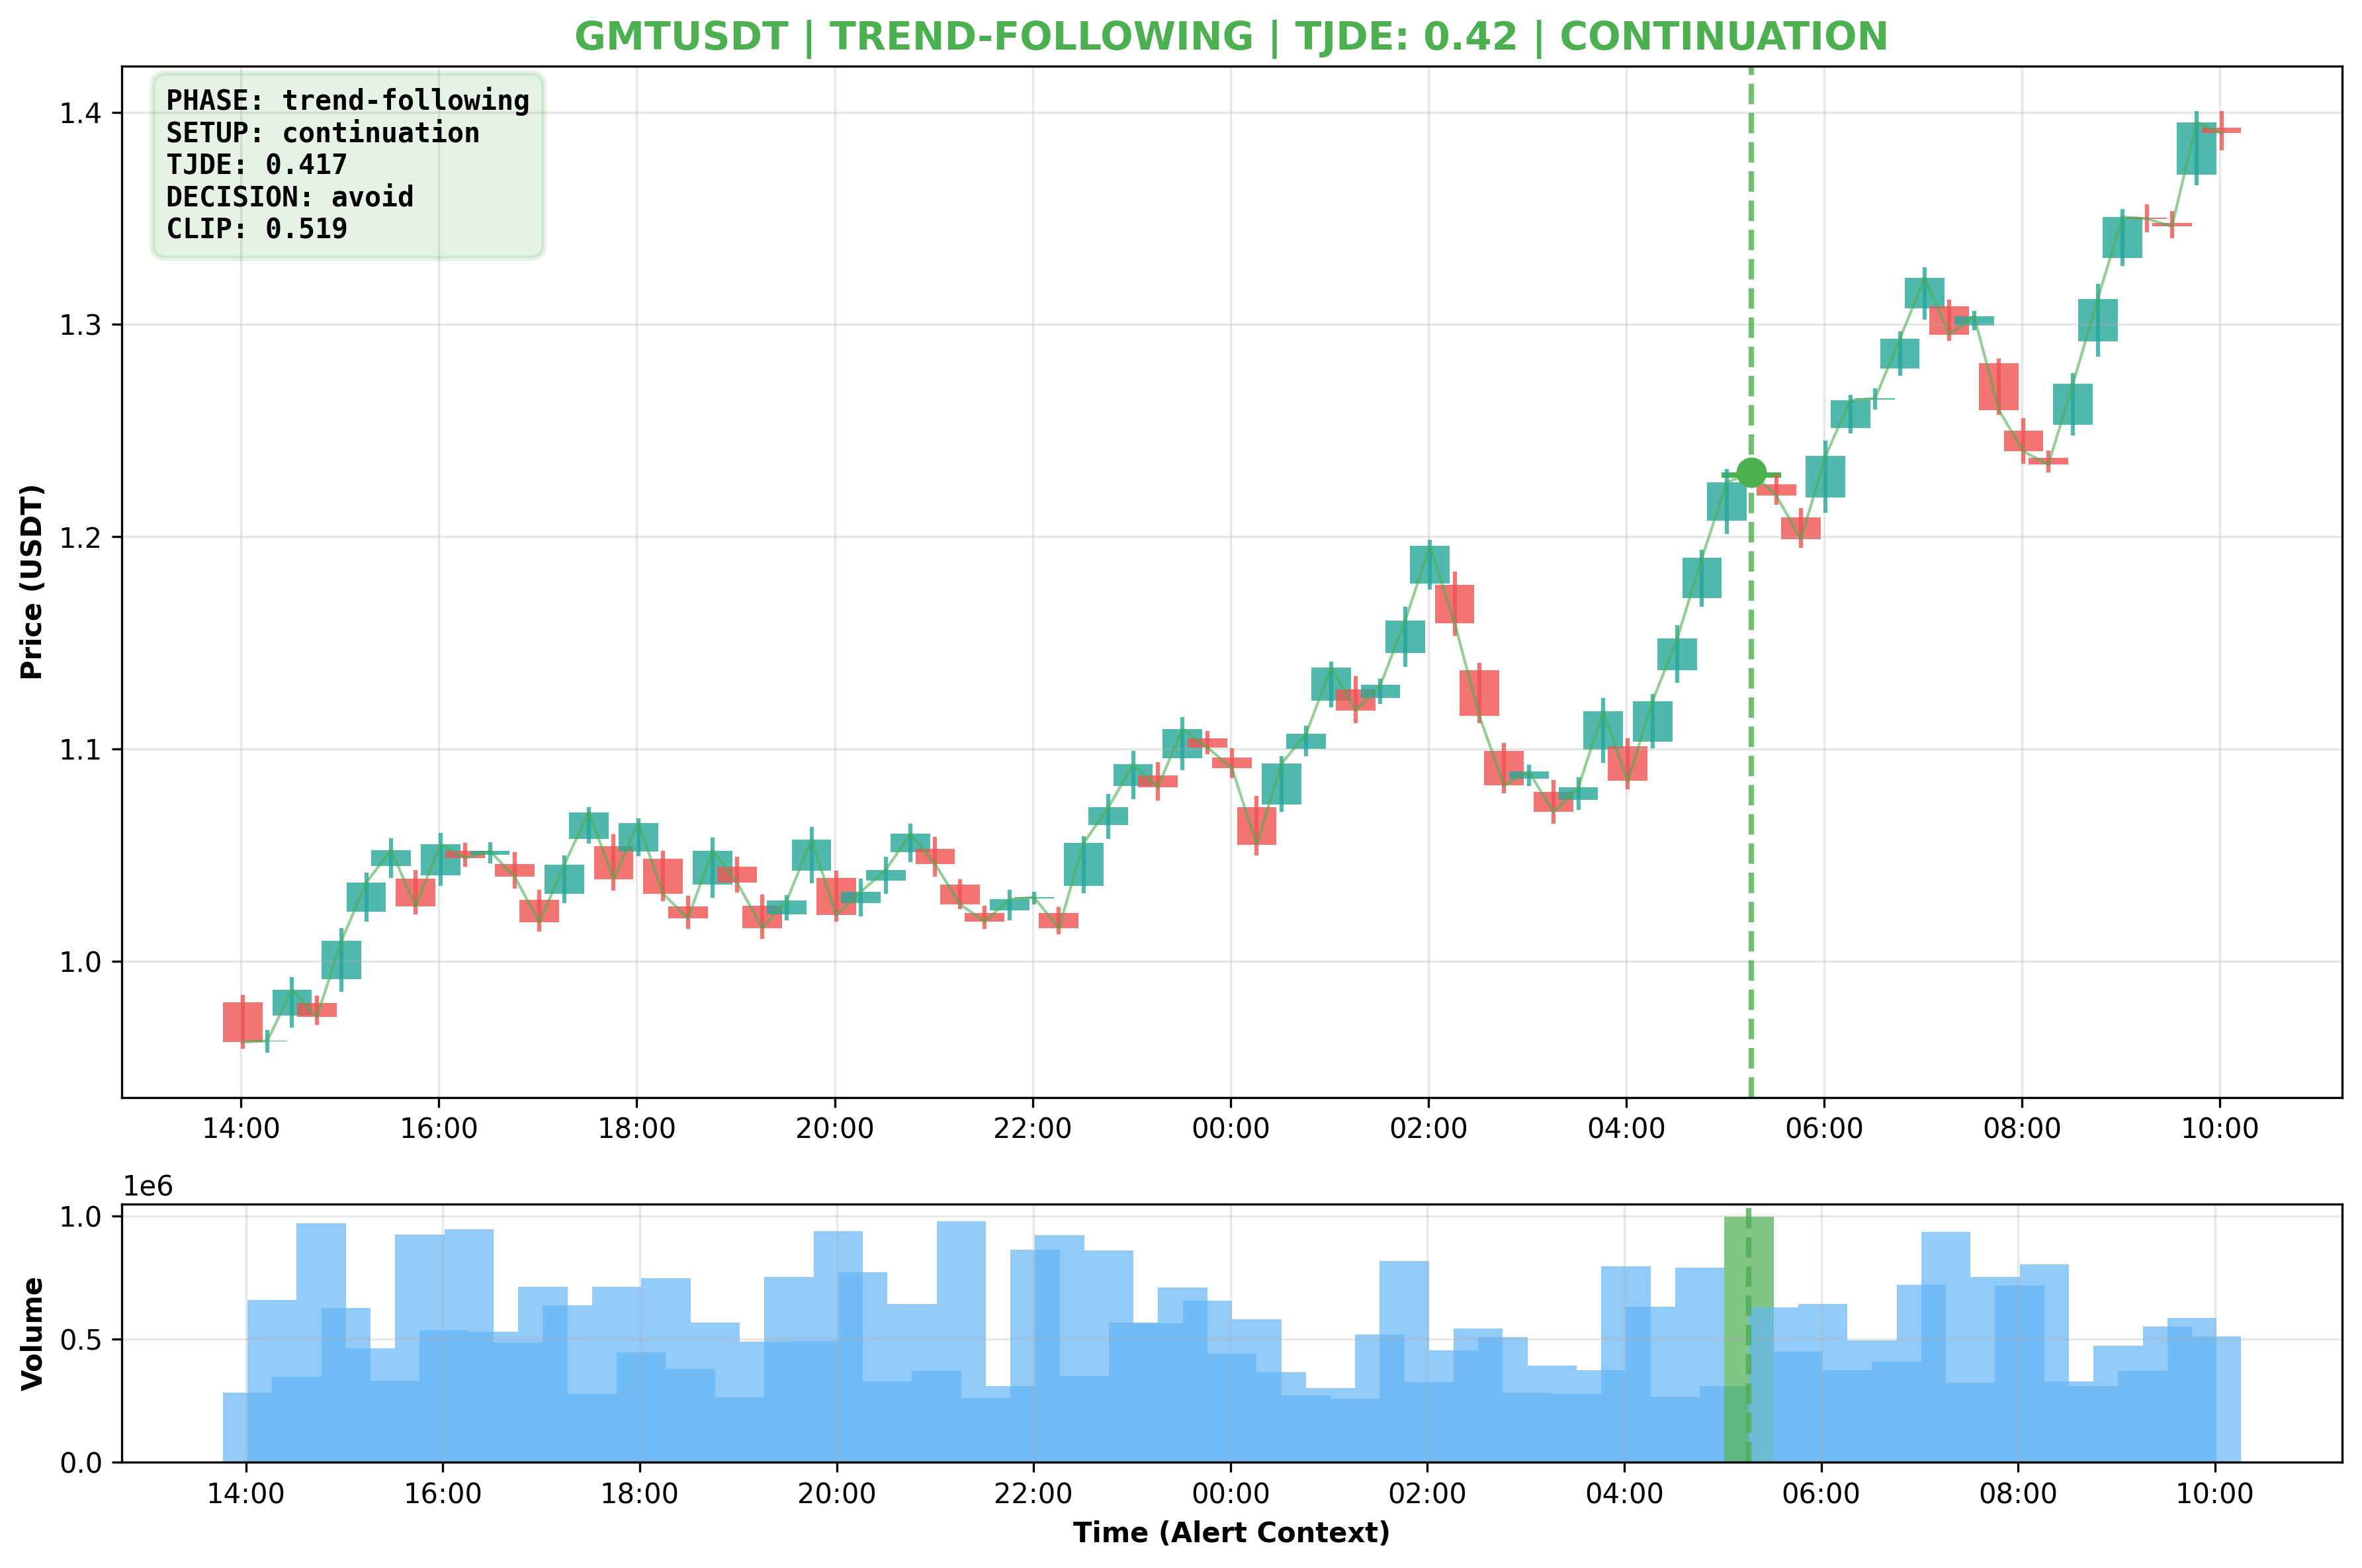 GMTUSDT | TREND-FOLLOWING | TJDE: 0.42 | CONTINUATION
PHASE: trend-following
SETUP: continuation
TJDE: 0.417
DECISION: avoid
CLIP: 0.519
Price (USDT)
1.4
1.3
1.2
1.1
1.0
14:00 16:00 18:00 20:00 22:00 00:00 02:00 04:00 06:00 08:00 10:00
1e6
Volume
1.0
0.5
0.0
14:00 16:00 18:00 20:00 22:00 00:00 02:00 04:00 06:00 08:00 10:00
Time (Alert Context)